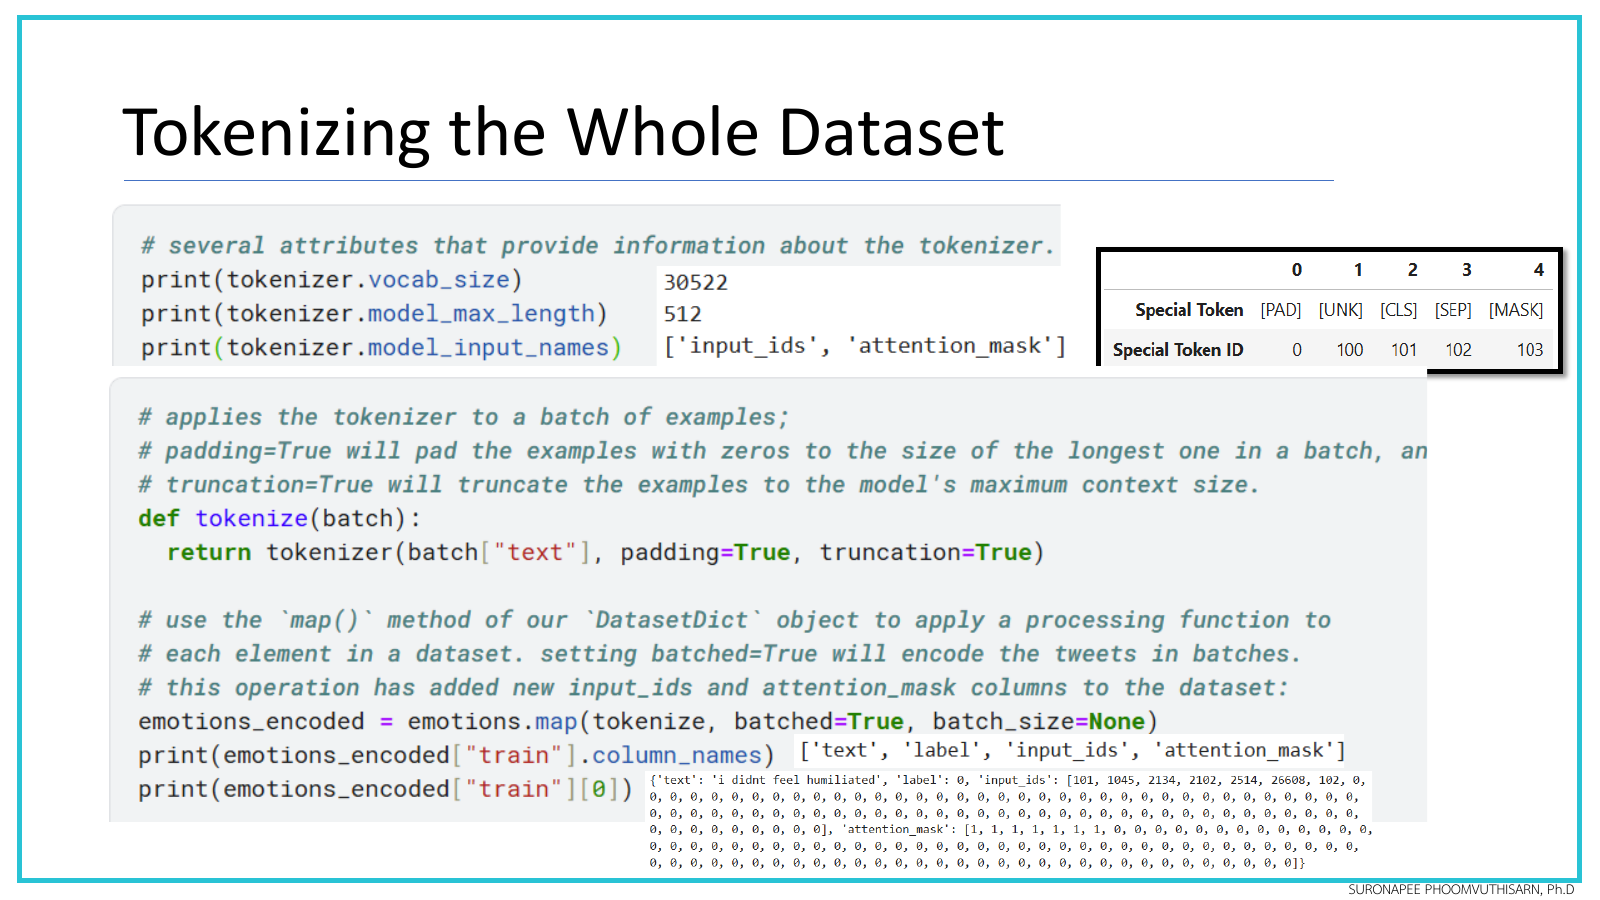 Tokenizing the Whole Dataset
# several attributes that provide information about the tokenizer.
print(tokenizer.vocab_size)
print(tokenizer.model_max_length)
print(tokenizer.model_input_names)
30522
512
['input_ids', 'attention_mask']
0 1 2 3 4
Special Token [PAD] [UNK] [CLS] [SEP] [MASK]
Special Token ID 0 100 101 102 103
# applies the tokenizer to a batch of examples;
# padding=True will pad the examples with zeros to the size of the longest one in a batch, an
# truncation=True will truncate the examples to the model's maximum context size.
def tokenize(batch):
  return tokenizer(batch["text"], padding=True, truncation=True)
# use the `map()` method of our `DatasetDict` object to apply a processing function to
# each element in a dataset. setting batched=True will encode the tweets in batches.
# this operation has added new input_ids and attention_mask columns to the dataset:
emotions_encoded = emotions.map(tokenize, batched=True, batch_size=None)
print(emotions_encoded["train"].column_names)
['text', 'label', 'input_ids', 'attention_mask']
print(emotions_encoded["train"][0])
{'text': 'i didnt feel humiliated', 'label': 0, 'input_ids': [101, 1045, 2134, 2102, 2514, 26608, 102, 0,
0, 0, 0, 0, 0, 0, 0, 0, 0, 0, 0, 0, 0, 0, 0, 0, 0, 0, 0, 0, 0, 0, 0, 0, 0, 0, 0, 0, 0, 0, 0,
0, 0, 0, 0, 0, 0, 0, 0, 0, 0, 0, 0, 0, 0, 0, 0, 0, 0, 0, 0, 0, 0, 0, 0, 0, 0, 0, 0, 0, 0, 0,
0, 0, 0, 0, 0, 0, 0, 0, 0], 'attention_mask': [1, 1, 1, 1, 1, 1, 1, 0, 0, 0, 0, 0, 0, 0, 0, 0, 0, 0, 0, 0,
0, 0, 0, 0, 0, 0, 0, 0, 0, 0, 0, 0, 0, 0, 0, 0, 0, 0, 0, 0, 0, 0, 0, 0, 0, 0, 0, 0, 0, 0, 0,
0, 0, 0, 0, 0, 0, 0, 0, 0, 0, 0, 0, 0, 0, 0, 0, 0, 0, 0, 0, 0, 0, 0, 0, 0, 0, 0, 0, 0, 0, 0]}
SURONAPEE PHOOMVUTHISARN, Ph.D